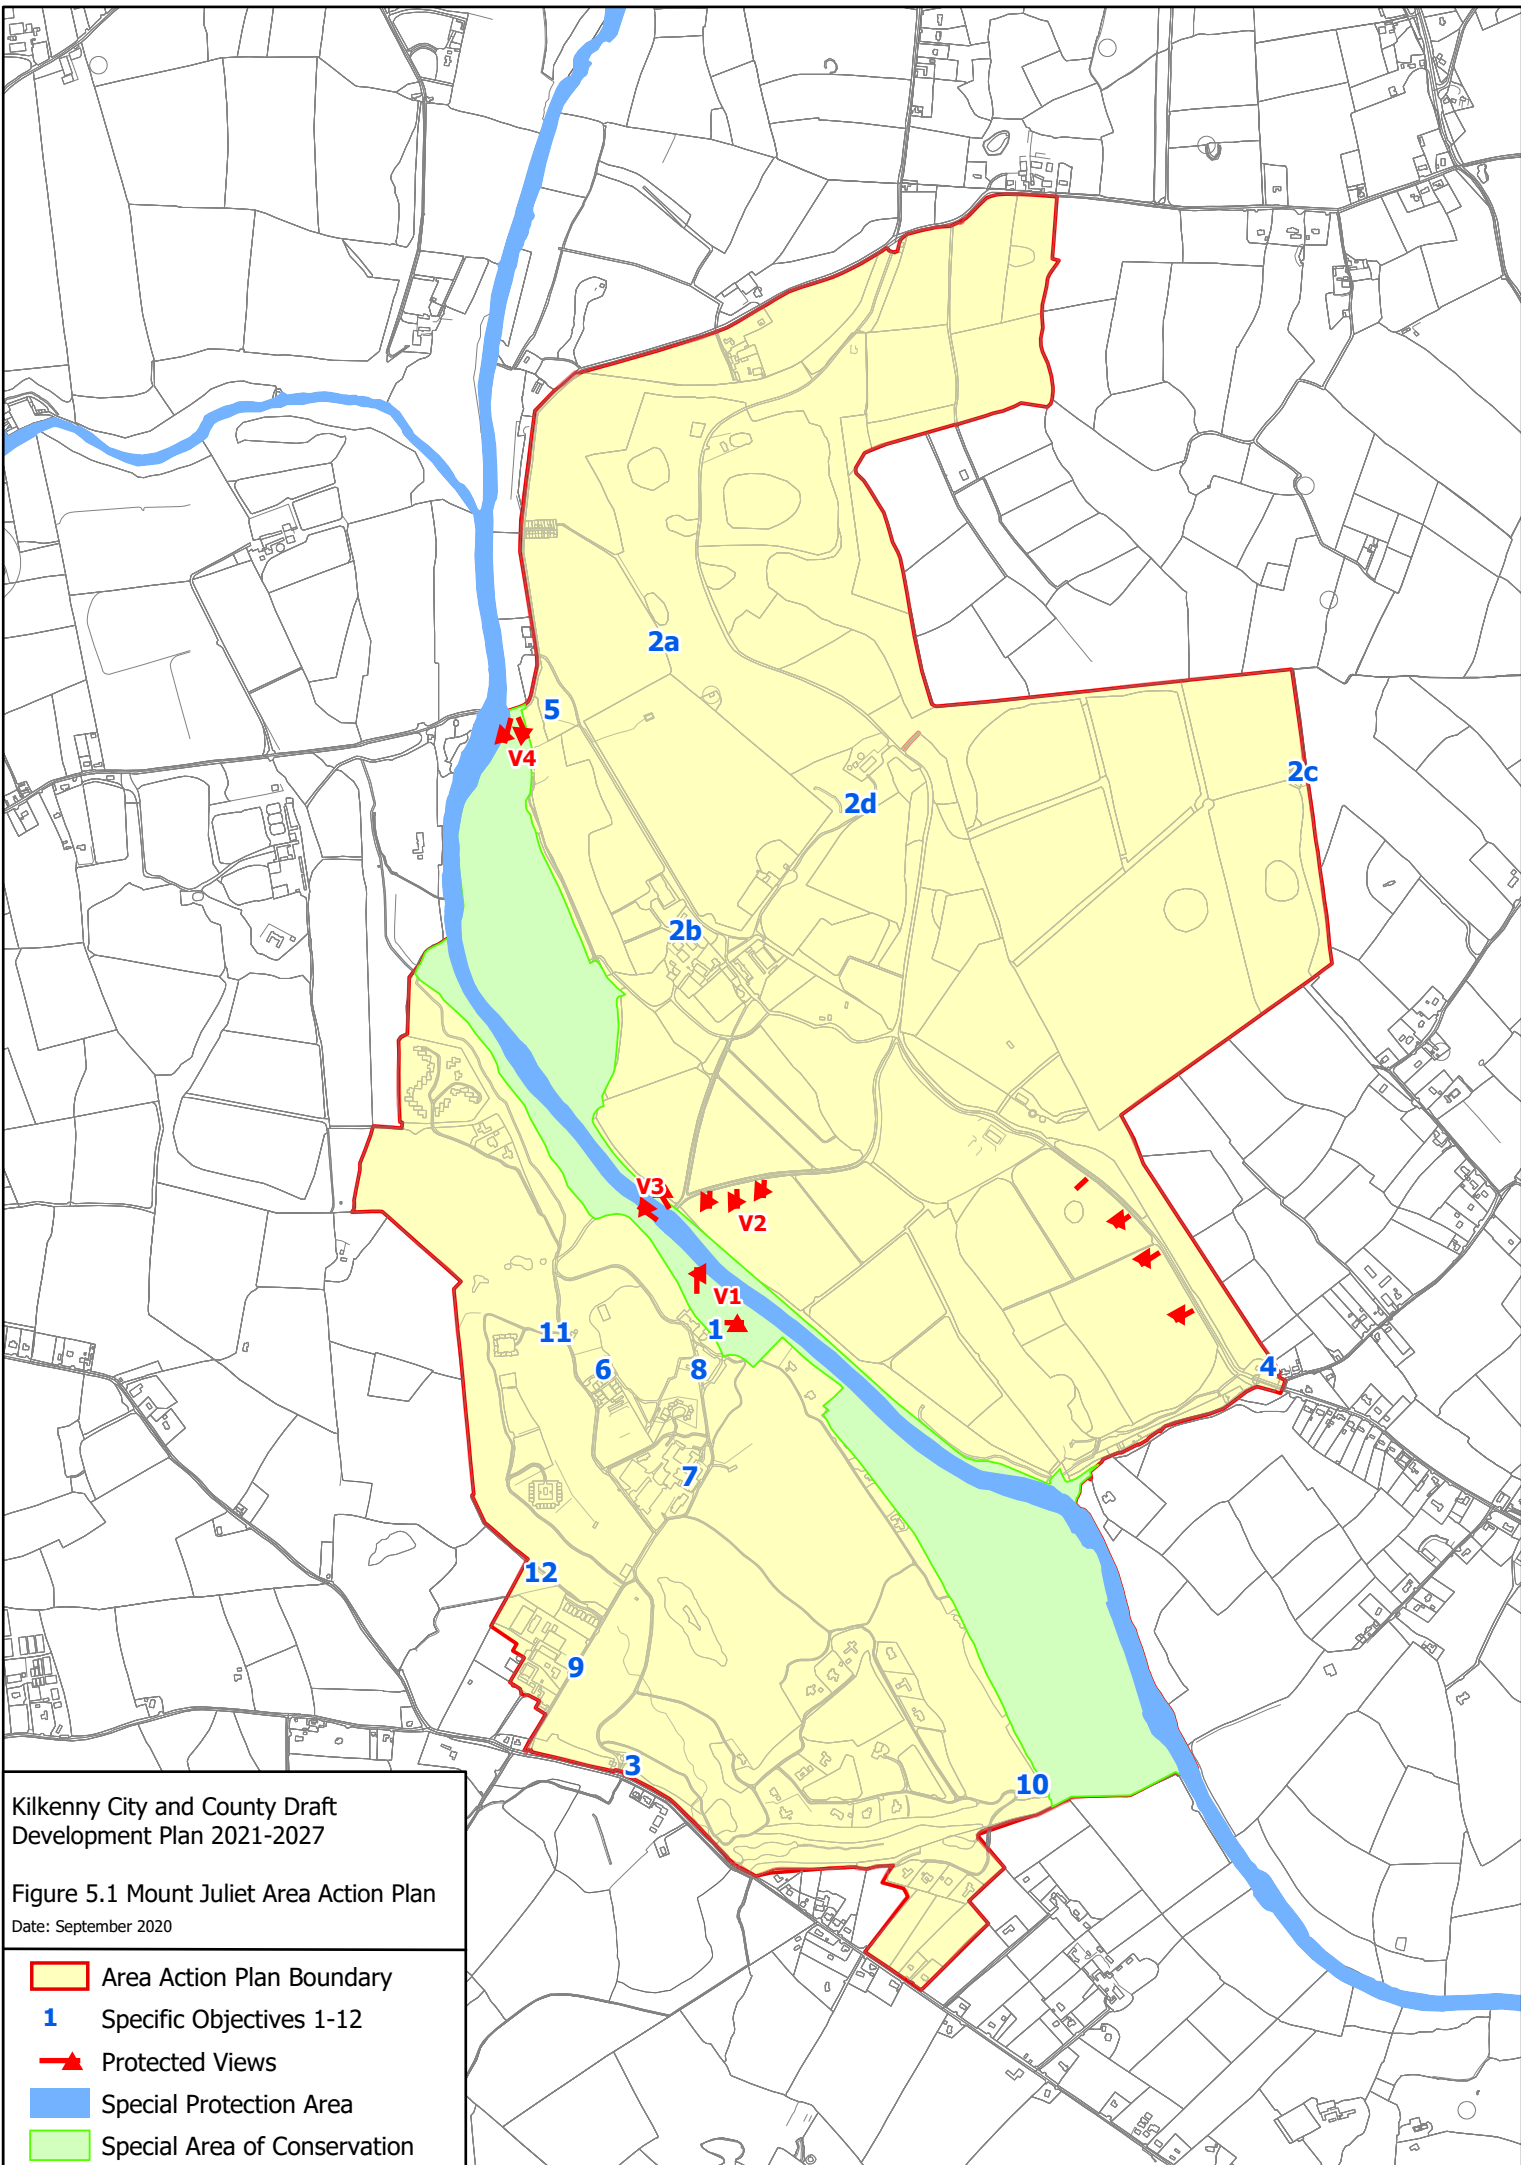 2a
5
V4
2c
2d
2b
V3
V2
V1
1
11
6
8
4
7
12
9
3
10
Kilkenny City and County Draft
Development Plan 2021-2027
Figure 5.1 Mount Juliet Area Action Plan
Date: September 2020
Area Action Plan Boundary
1 Specific Objectives 1-12
Protected Views
Special Protection Area
Special Area of Conservation